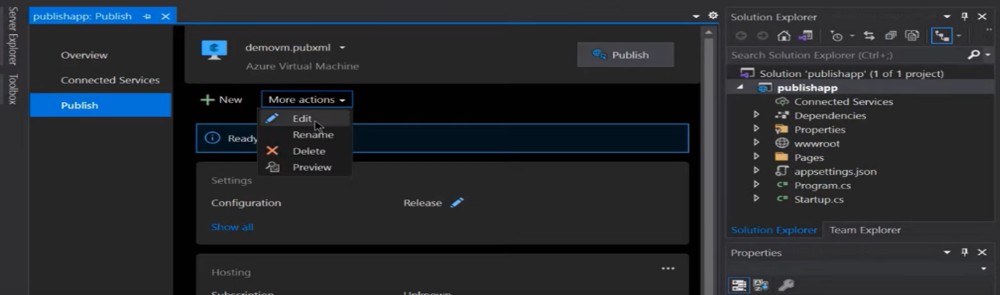 Server Explorer
Toolbox
publishapp: Publish
Overview
Connected Services
Publish
demovm.pubxml
Azure Virtual Machine
Publish
New
More actions
Edit
Rename
Delete
Preview
Ready
Settings
Configuration
Release
Show all
Hosting
Subscription
Unknown
Solution Explorer
Search Solution Explorer (Ctrl+;)
Solution 'publishapp' (1 of 1 project)
publishapp
Connected Services
Dependencies
Properties
wwwroot
Pages
appsettings.json
C# Program.cs
C# Startup.cs
Solution Explorer Team Explorer
Properties